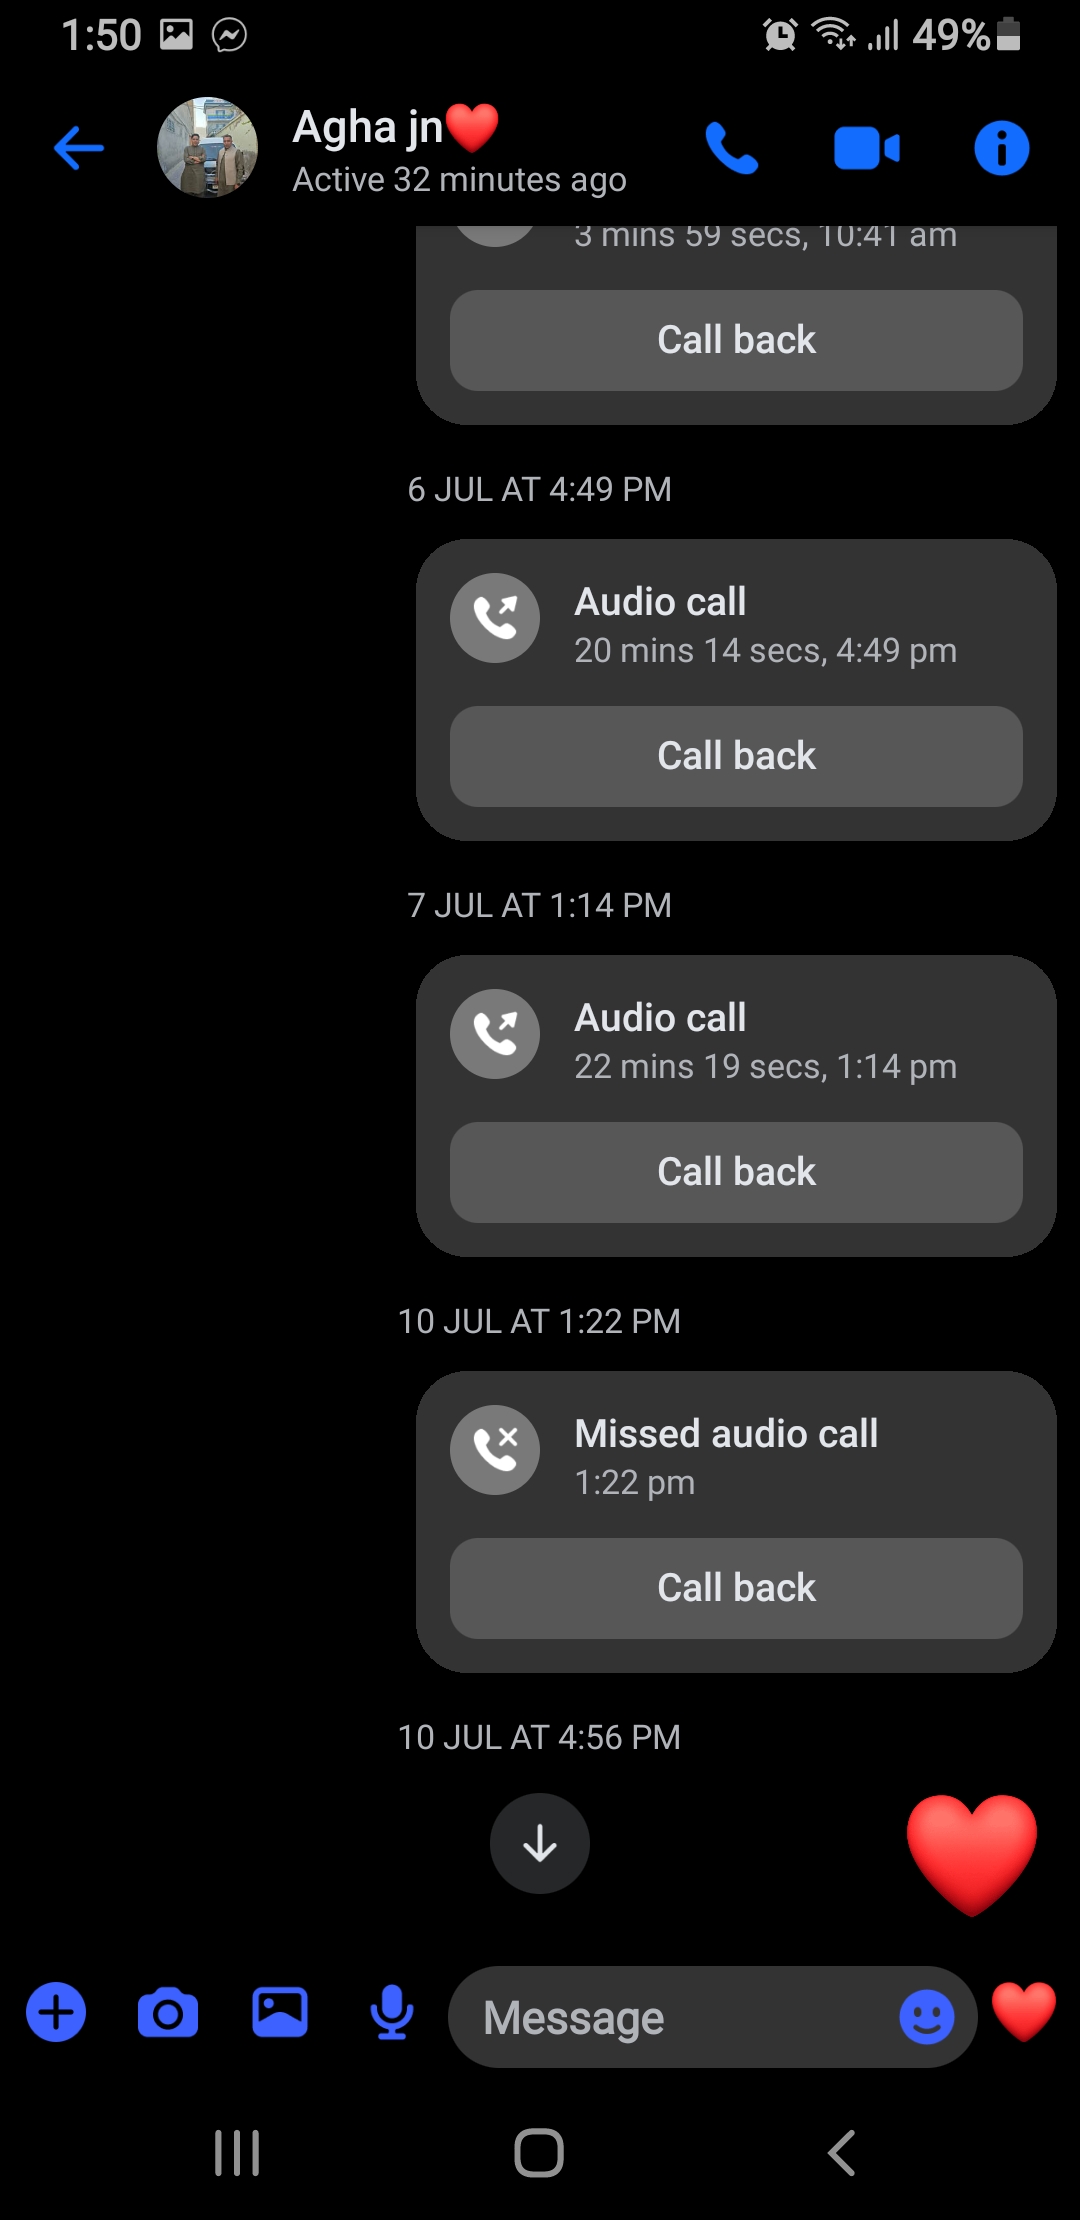 1:50 49%
Agha jn❤️
Active 32 minutes ago
3 mins 59 secs, 10:41 am
Call back
6 JUL AT 4:49 PM
Audio call
20 mins 14 secs, 4:49 pm
Call back
7 JUL AT 1:14 PM
Audio call
22 mins 19 secs, 1:14 pm
Call back
10 JUL AT 1:22 PM
Missed audio call
1:22 pm
Call back
10 JUL AT 4:56 PM
❤️
Message